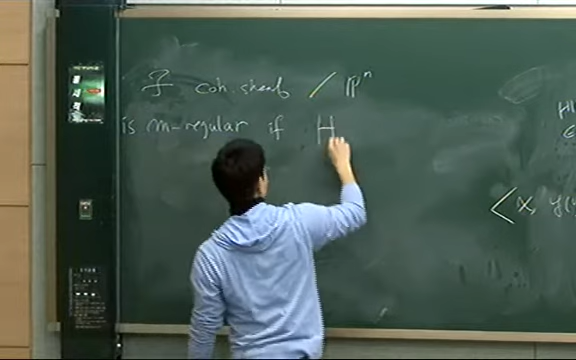 ℱ coh. sheaf / ℙⁿ
is m-regular if H
H
< x, y(